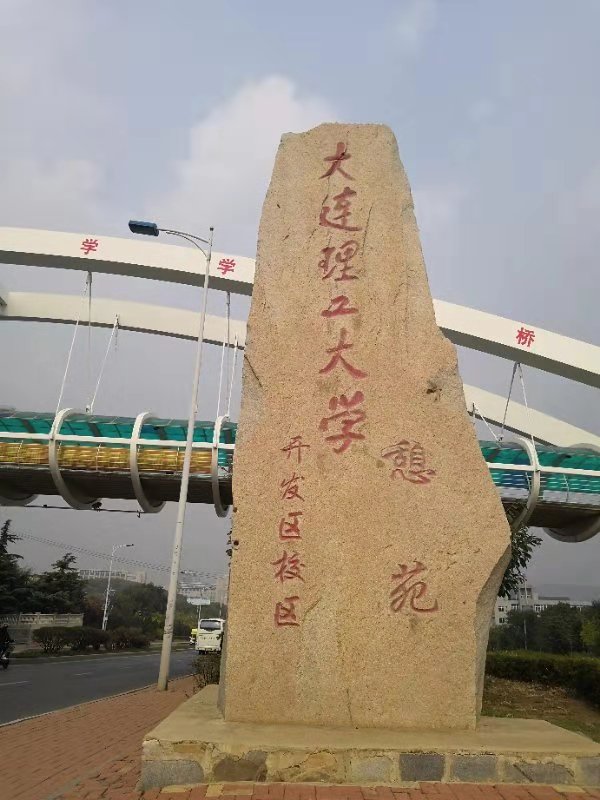 学 学 桥
大连理工大学
开发区校区
憩苑